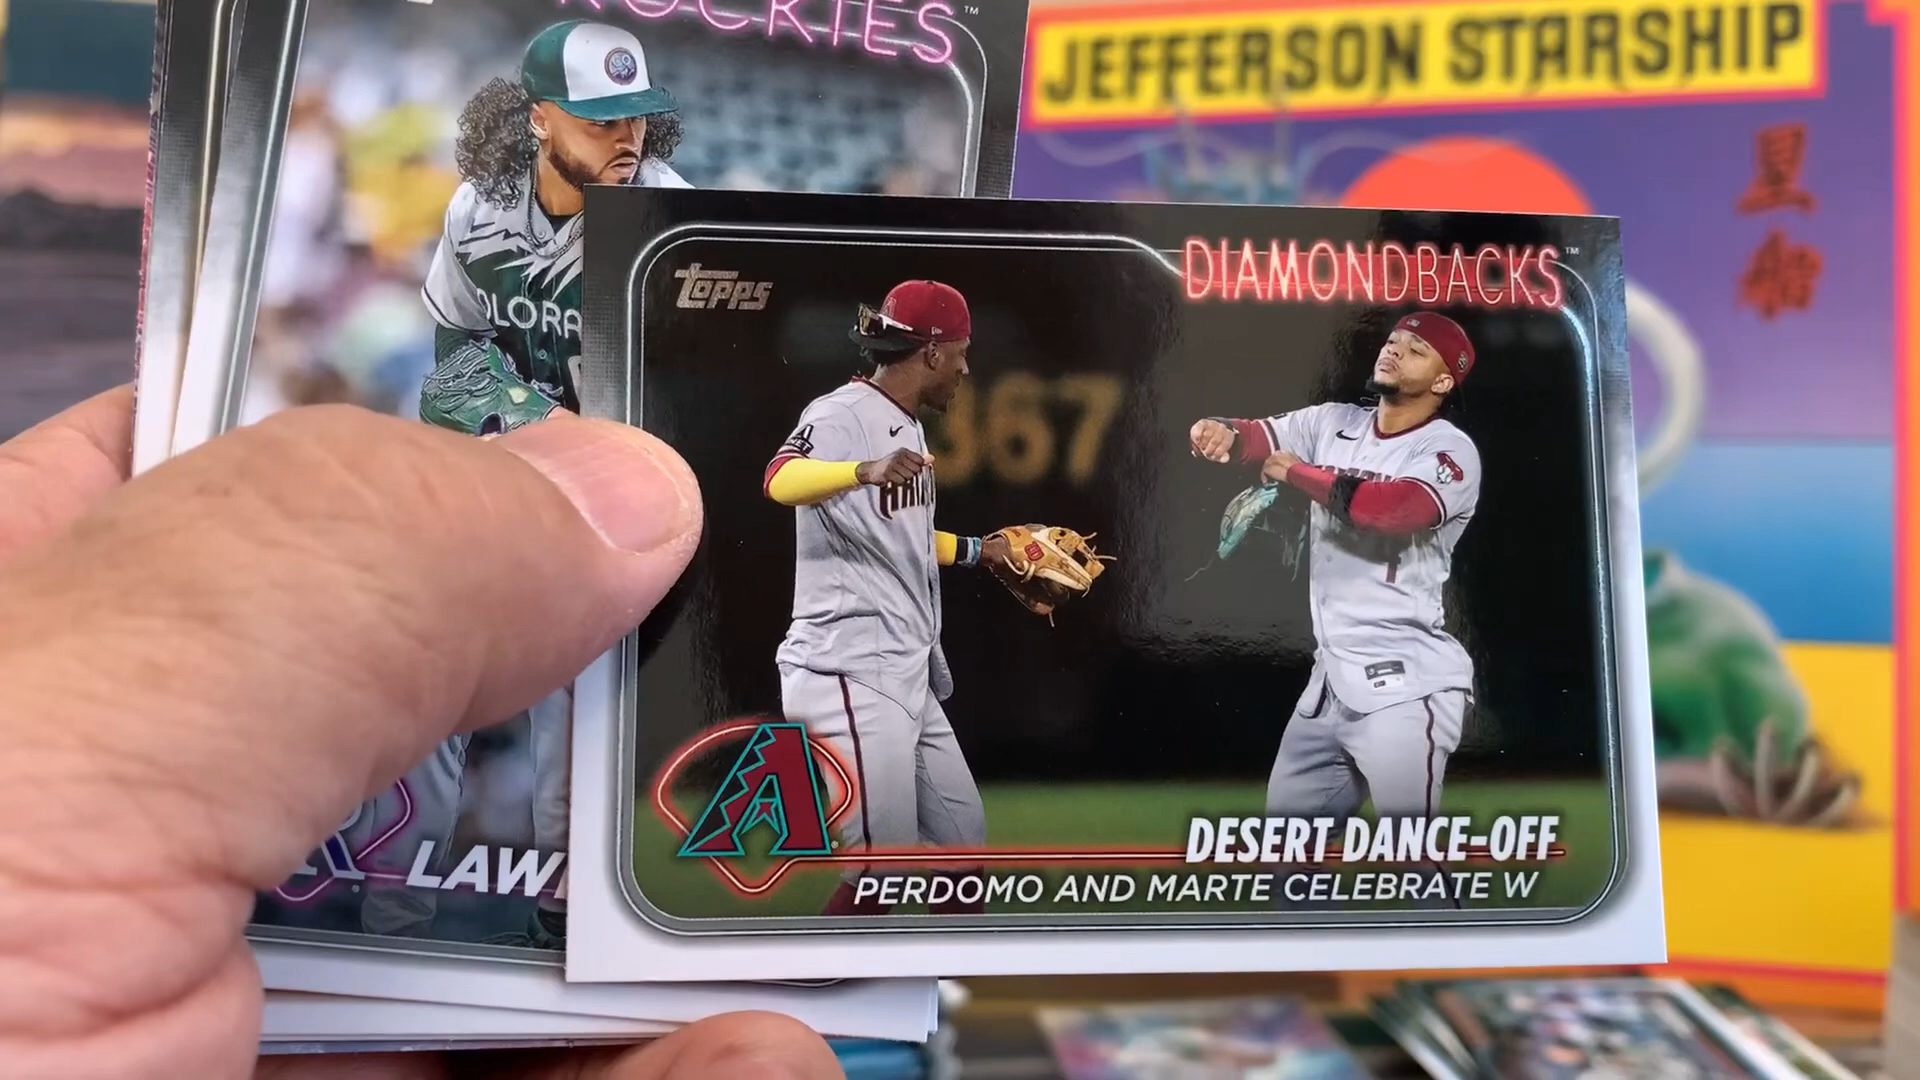 ROCKIES
JEFFERSON STARSHIP
星
船
COLORA
Topps
DIAMONDBACKS
367
DESERT DANCE-OFF
PERDOMO AND MARTE CELEBRATE W
LAW